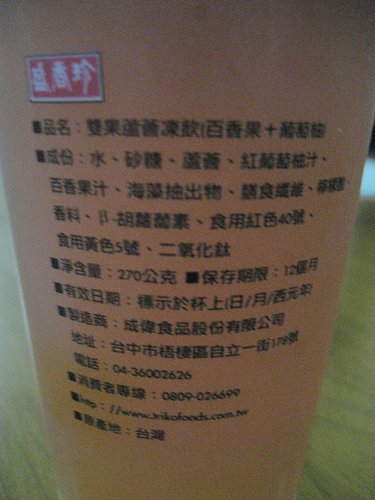 ■品名：雙果蘆薈凍飲(百香果＋葡萄柚
■成份：水、砂糖、蘆薈、紅葡萄柚汁、
百香果汁、海藻抽出物、膳食纖維、檸檬酸、
香料、β-胡蘿蔔素、食用紅色40號、
食用黃色5號、二氧化鈦
■淨含量：270公克 ■保存期限：12個月
■有效日期：標示於杯上(日/月/西元年)
■製造商：成偉食品股份有限公司
地址：台中市梧棲區自立一街178號
電話：04-36002626
■消費者專線：0809-026699
■http：//www.trikofoods.com.tw
■原產地：台灣